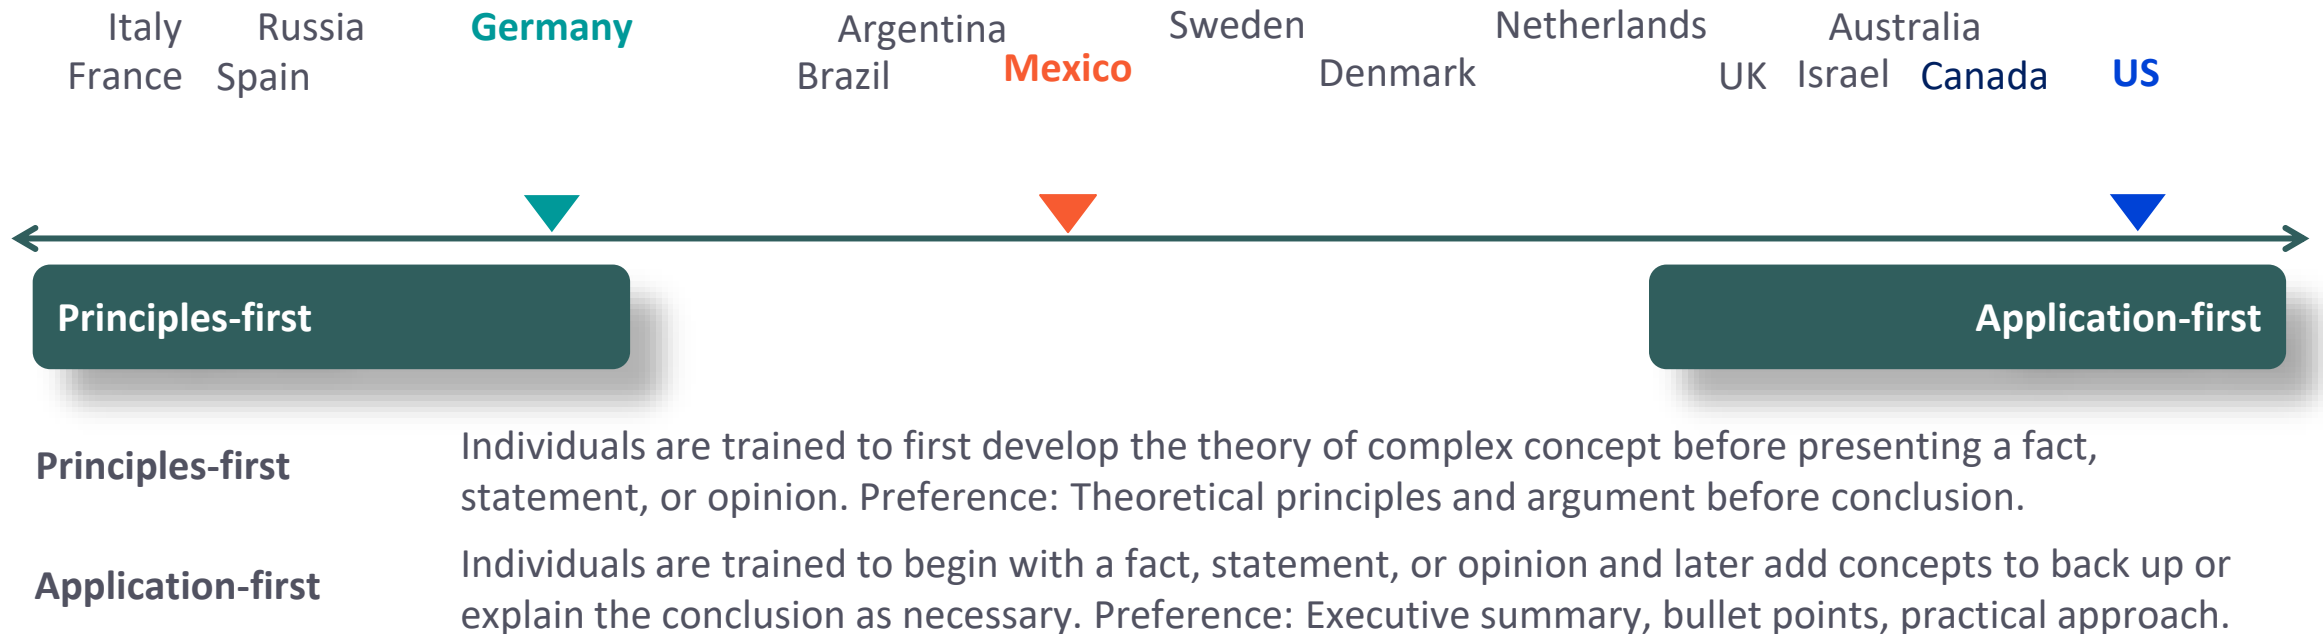 Italy Russia Germany Argentina Sweden Netherlands Australia
France Spain Brazil Mexico Denmark UK Israel Canada US
Principles-first Application-first
Principles-first Individuals are trained to first develop the theory of complex concept before presenting a fact,
statement, or opinion. Preference: Theoretical principles and argument before conclusion.
Application-first Individuals are trained to begin with a fact, statement, or opinion and later add concepts to back up or
explain the conclusion as necessary. Preference: Executive summary, bullet points, practical approach.